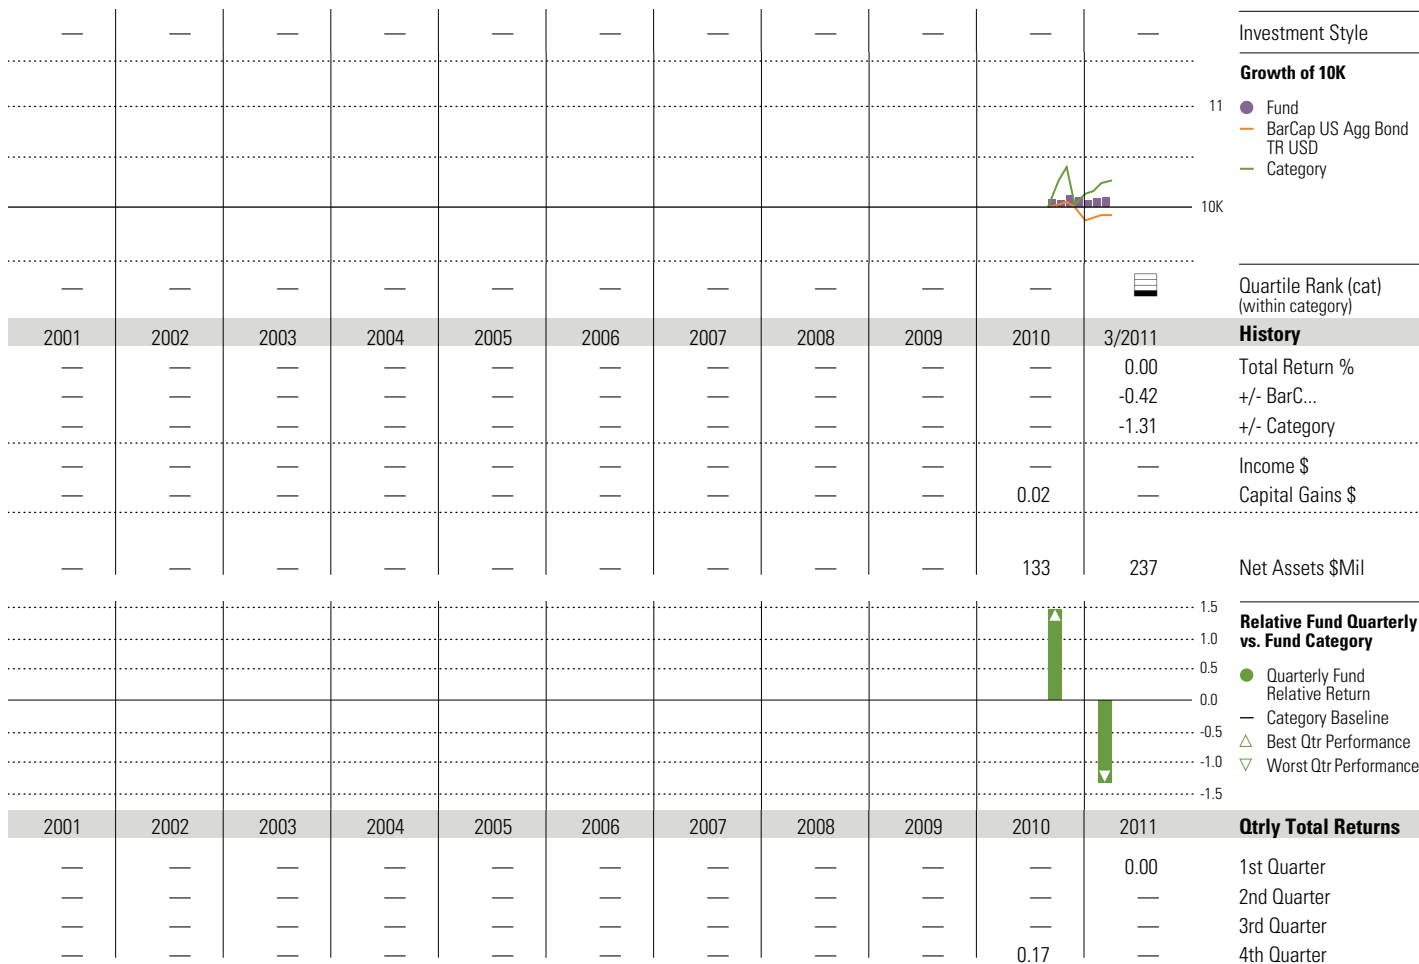 — — — — — — — — — — — Investment Style
Growth of 10K
11
Fund
BarCap US Agg Bond
TR USD
Category
10K
— — — — — — — — — — Quartile Rank (cat)
(within category)
2001 2002 2003 2004 2005 2006 2007 2008 2009 2010 3/2011 History
— — — — — — — — — — 0.00 Total Return %
— — — — — — — — — — -0.42 +/- BarC...
— — — — — — — — — — -1.31 +/- Category
— — — — — — — — — — — Income $
— — — — — — — — — 0.02 — Capital Gains $
— — — — — — — — — 133 237 Net Assets $Mil
1.5
1.0
0.5
0.0
-0.5
-1.0
-1.5
Relative Fund Quarterly
vs. Fund Category
Quarterly Fund
Relative Return
Category Baseline
Best Qtr Performance
Worst Qtr Performance
2001 2002 2003 2004 2005 2006 2007 2008 2009 2010 2011 Qtrly Total Returns
— — — — — — — — — — 0.00 1st Quarter
— — — — — — — — — — — 2nd Quarter
— — — — — — — — — — — 3rd Quarter
— — — — — — — — — 0.17 — 4th Quarter